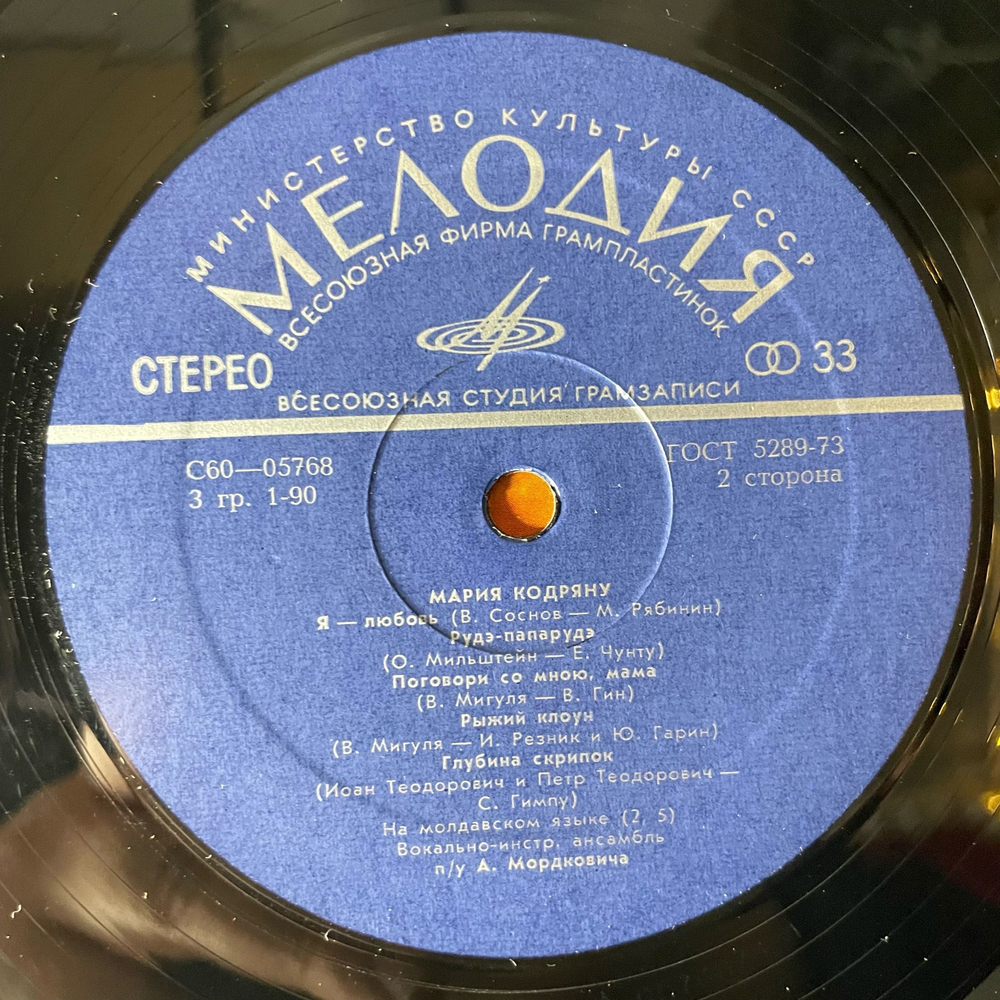 МИНИСТЕРСТВО КУЛЬТУРЫ СССР
МЕЛОДИЯ
ВСЕСОЮЗНАЯ ФИРМА ГРАМПЛАСТИНОК
СТЕРЕО
33
ВСЕСОЮЗНАЯ СТУДИЯ ГРАМЗАПИСИ
С60—05768
ГОСТ 5289-73
3 гр. 1-90
2 сторона
МАРИЯ КОДРЯНУ
Я — любовь (В. Соснов — М. Рябинин)
Рудэ-папарудэ
(О. Мильштейн — Е. Чунту)
Поговори со мною, мама
(В. Мигуля — В. Гин)
Рыжий клоун
(В. Мигуля — И. Резник и Ю. Гарин)
Глубина скрипок
(Иоан Теодорович и Петр Теодорович —
С. Гимпу)
На молдавском языке (2, 5)
Вокально-инстр. ансамбль
п/у А. Мордковича